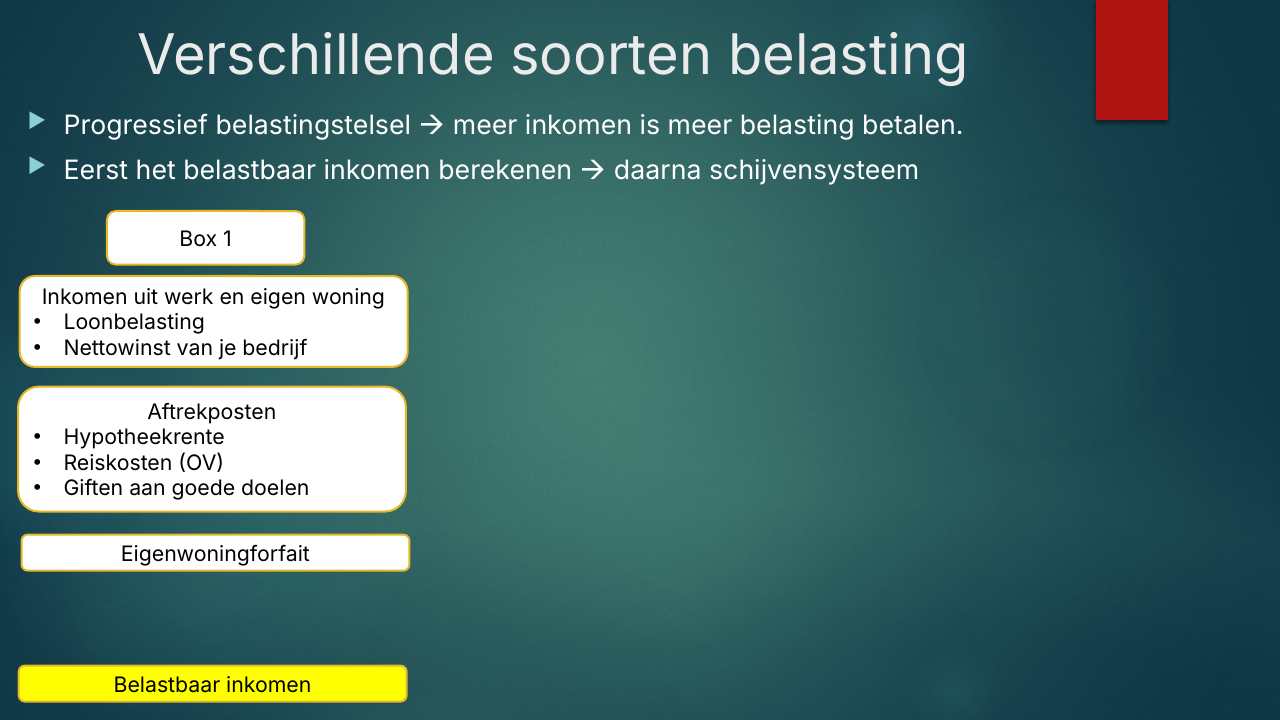 Verschillende soorten belasting
Progressief belastingstelsel → meer inkomen is meer belasting betalen.
Eerst het belastbaar inkomen berekenen → daarna schijvensysteem
Box 1
Inkomen uit werk en eigen woning
• Loonbelasting
• Nettowinst van je bedrijf
Aftrekposten
• Hypotheekrente
• Reiskosten (OV)
• Giften aan goede doelen
Eigenwoningforfait
Belastbaar inkomen